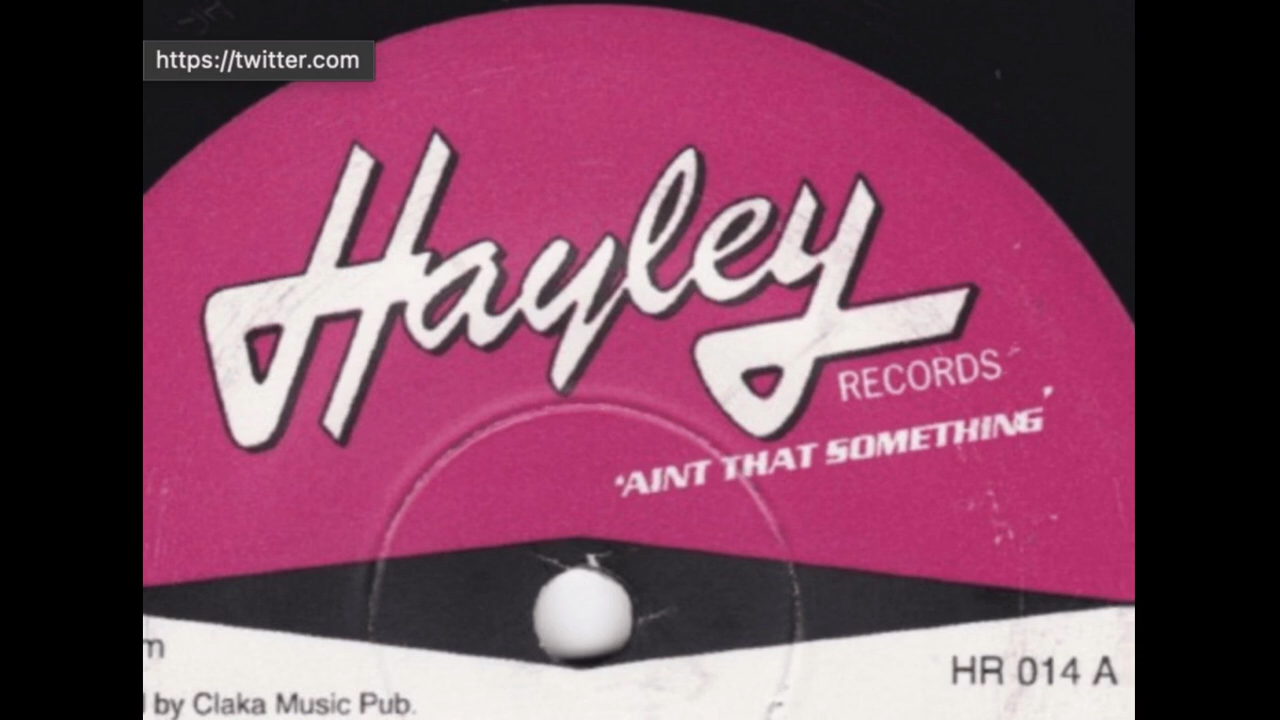 https://twitter.com
Hayley
RECORDS
'AINT THAT SOMETHING'
m
HR 014 A
by Claka Music Pub.